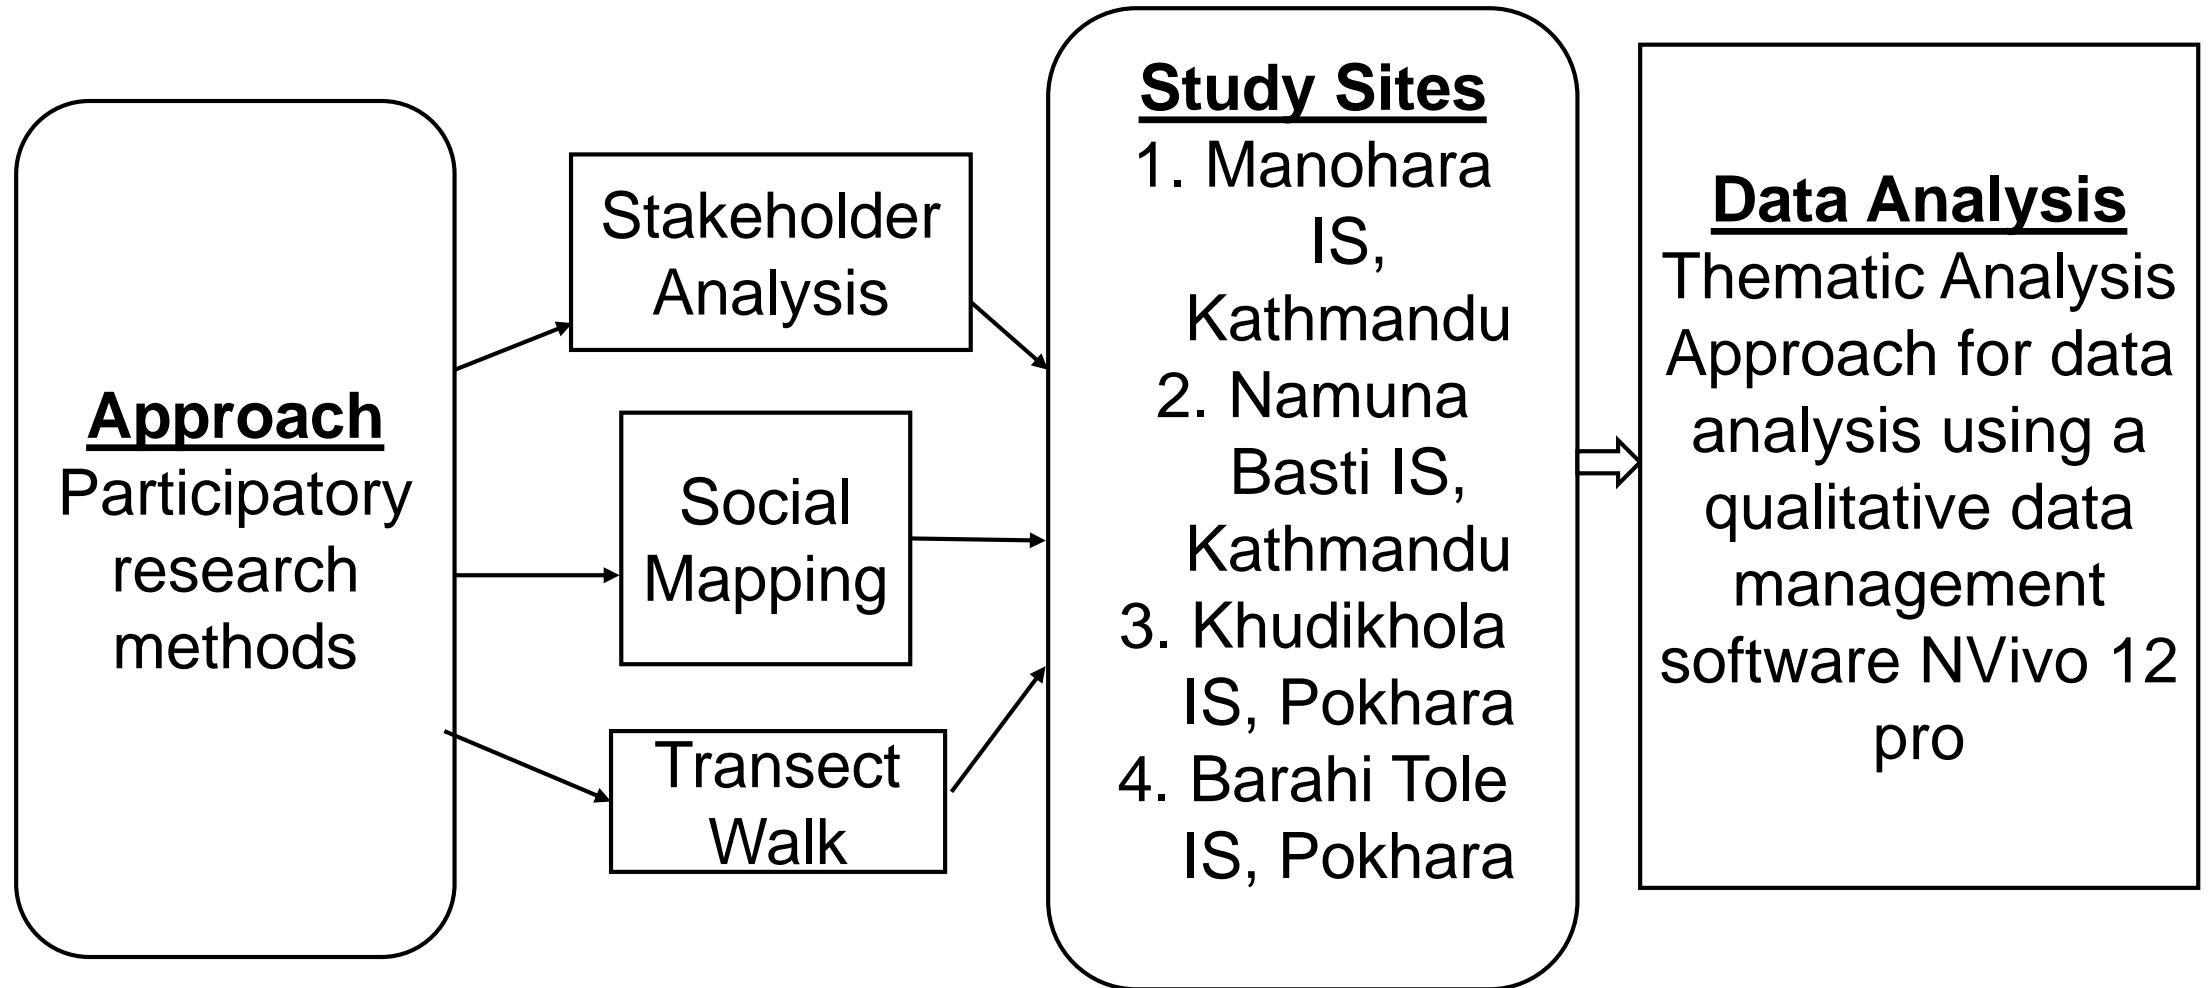 Approach
Participatory
research
methods
Stakeholder
Analysis
Social
Mapping
Transect
Walk
Study Sites
1. Manohara
IS,
Kathmandu
2. Namuna
Basti IS,
Kathmandu
3. Khudikhola
IS, Pokhara
4. Barahi Tole
IS, Pokhara
Data Analysis
Thematic Analysis
Approach for data
analysis using a
qualitative data
management
software NVivo 12
pro